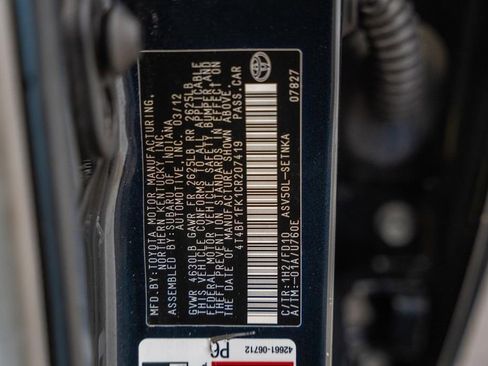 MFD. BY: TOYOTA MOTOR MANUFACTURING,
NORTHERN KENTUCKY INC.
ASSEMBLED BY: SUBARU OF INDIANA
AUTOMOTIVE, INC. 03/12
GVWR 4630LB GAWR FR 2625LB RR 2625LB
THIS VEHICLE CONFORMS TO ALL APPLICABLE
FEDERAL MOTOR VEHICLE SAFETY, BUMPER, AND
THEFT PREVENTION STANDARDS IN EFFECT ON
THE DATE OF MANUFACTURE SHOWN ABOVE.
4T4BF1FK1CR207419 PASS. CAR
ASV50L-SETNKA
C/TR: 1H2/FD13
A/TM: -01A/U760E 07827
42661-06712